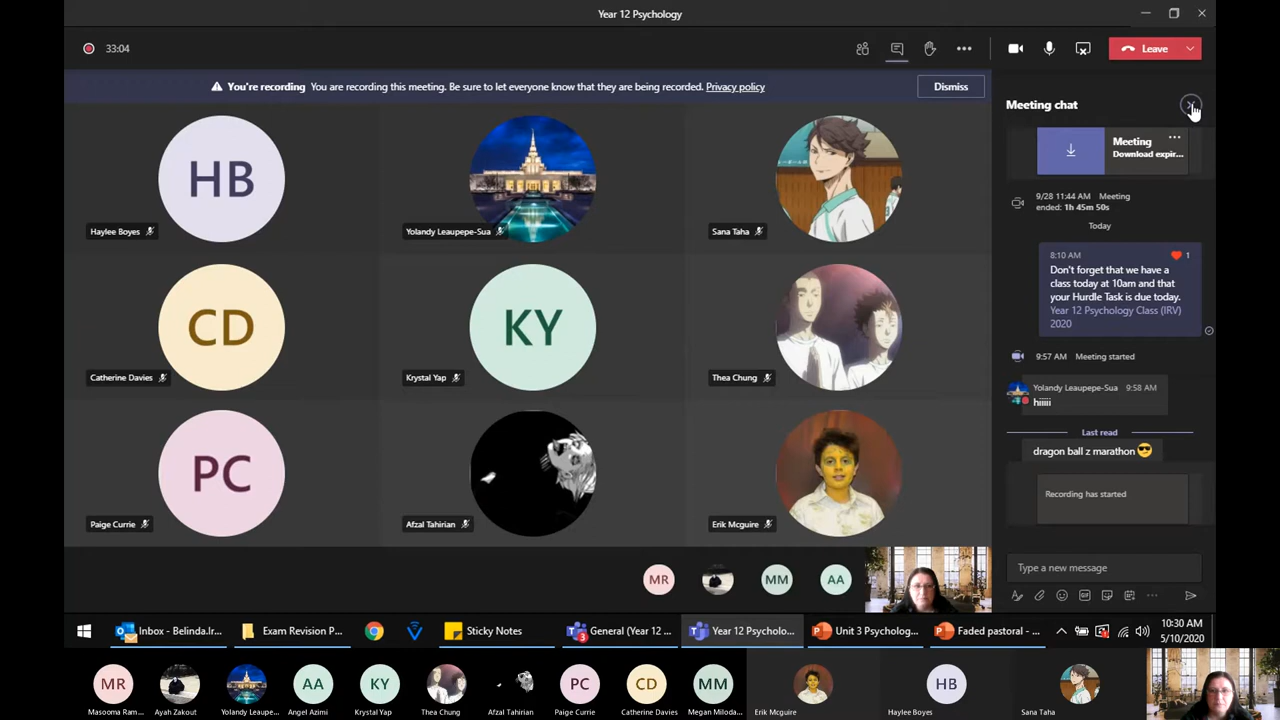 Year 12 Psychology
33:04
Leave
You're recording You are recording this meeting. Be sure to let everyone know that they are being recorded. Privacy policy
Dismiss
Meeting chat
Meeting
Download expir...
9/28 11:44 AM Meeting
ended: 1h 45m 50s
Today
8:10 AM
1
Don't forget that we have a
class today at 10am and that
your Hurdle Task is due today.
Year 12 Psychology Class (IRV)
2020
9:57 AM Meeting started
Yolandy Leaupepe-Sua 9:58 AM
hiiiii
Last read
dragon ball z marathon
Recording has started
Type a new message
HB
Haylee Boyes
Yolandy Leaupepe-Sua
Sana Taha
CD
Catherine Davies
KY
Krystal Yap
Thea Chung
PC
Paige Currie
Afzal Tahirian
Erik Mcguire
MR
MM
AA
Inbox - Belinda.Ir...
Exam Revision P...
Sticky Notes
3
General (Year 12 ...
Year 12 Psycholo...
Unit 3 Psycholog...
Faded pastoral - ...
10:30 AM
5/10/2020
MR
AA
KY
PC
CD
MM
HB
Masooma Ram...
Ayah Zakout
Yolandy Leaupe...
Angel Azimi
Krystal Yap
Thea Chung
Afzal Tahirian
Paige Currie
Catherine Davies
Megan Miloda...
Erik Mcguire
Haylee Boyes
Sana Taha